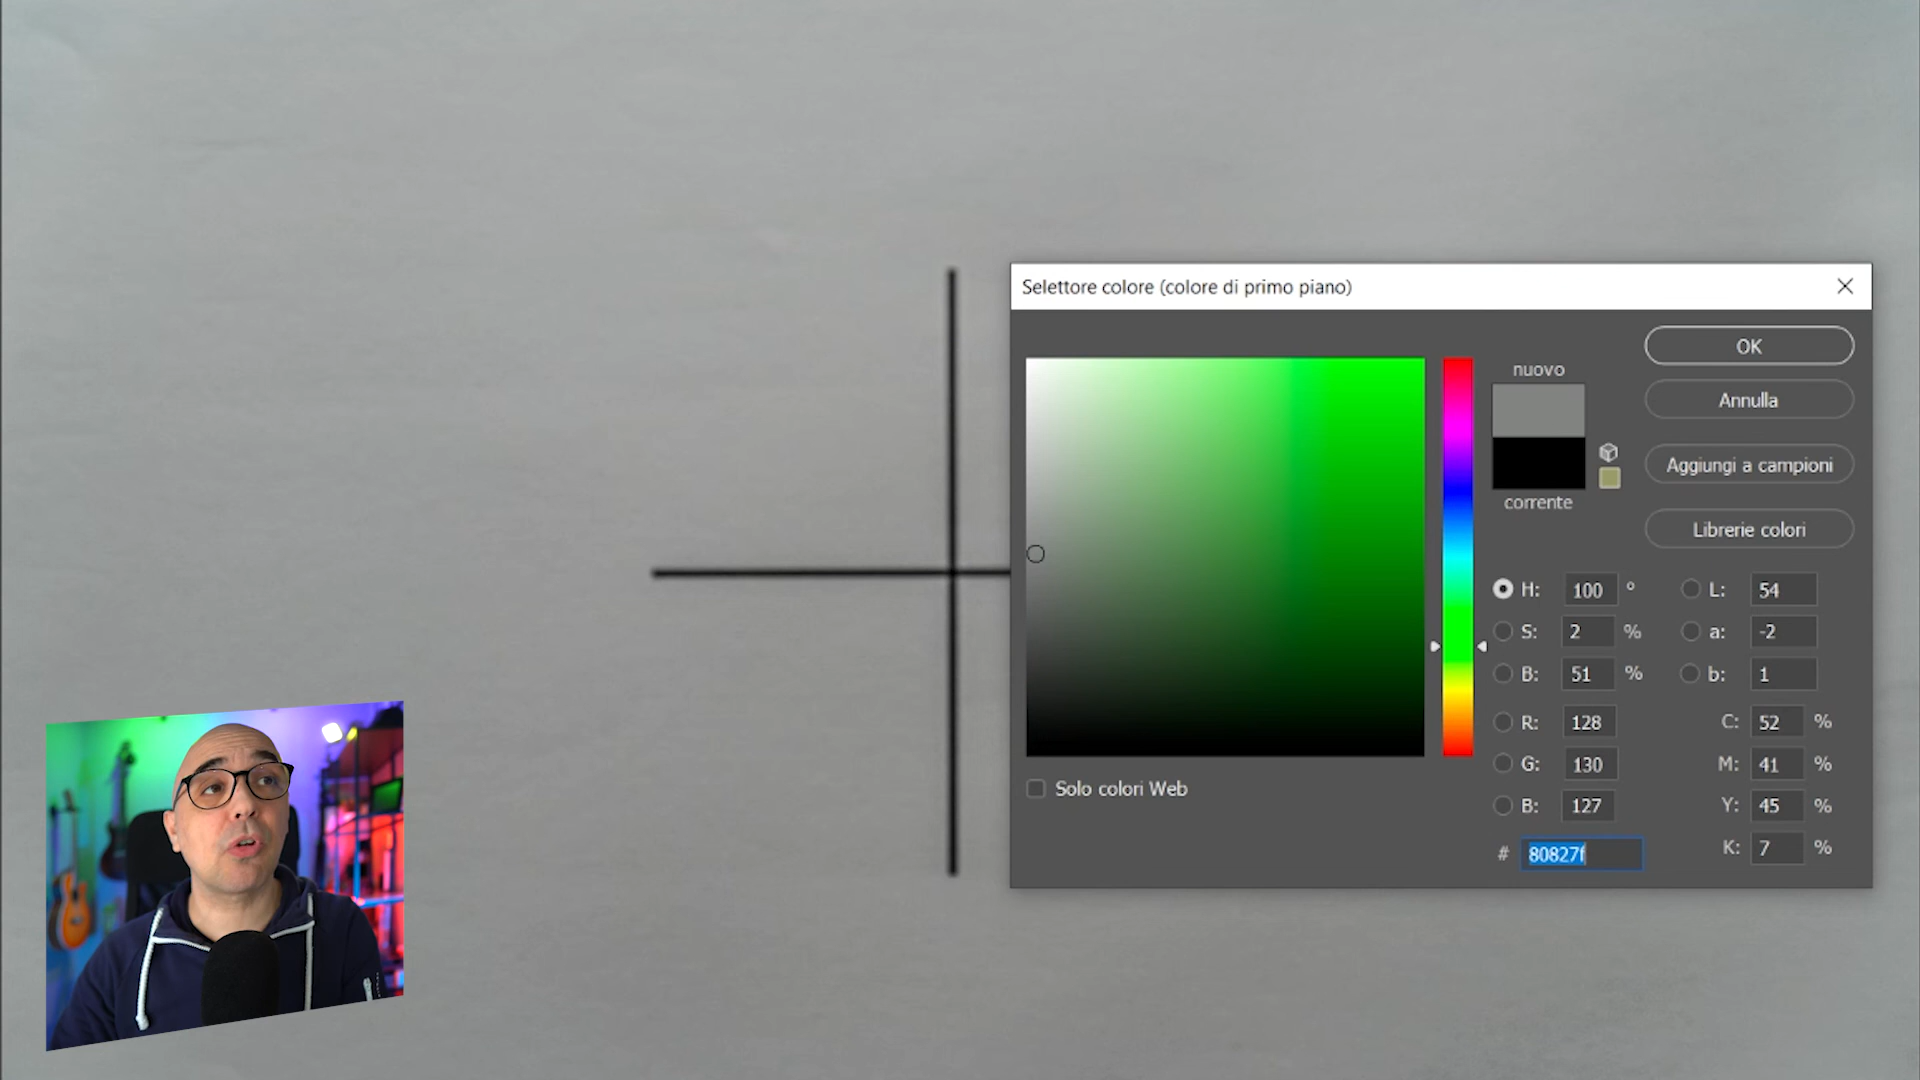 Selettore colore (colore di primo piano)
OK
nuovo
Annulla
Aggiungi a campioni
corrente
Librerie colori
H: 100 ° L: 54
S: 2 % a: -2
B: 51 % b: 1
R: 128 C: 52 %
G: 130 M: 41 %
Solo colori Web
B: 127 Y: 45 %
# 80827f K: 7 %